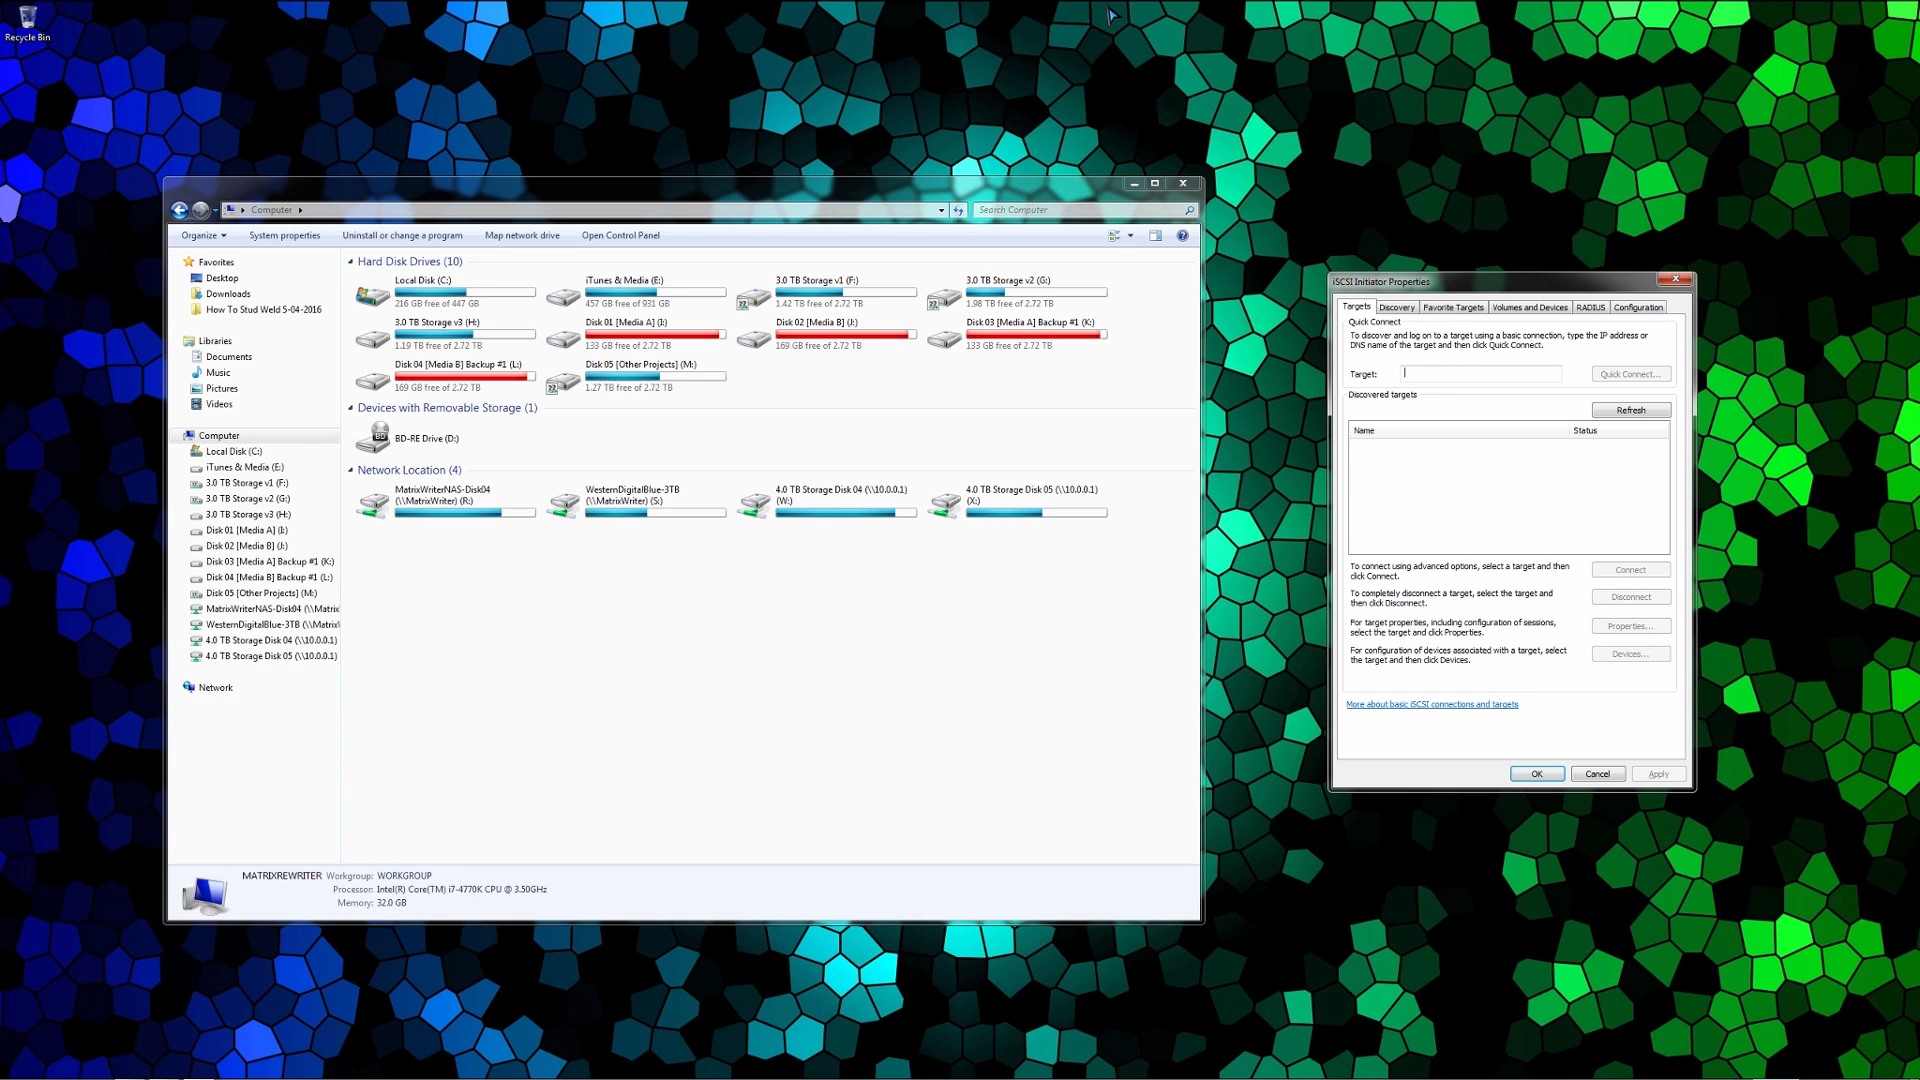 Recycle Bin
Computer
Search Computer
Organize
System properties
Uninstall or change a program
Map network drive
Open Control Panel
Favorites
Desktop
Downloads
How To Stud Weld 5-04-2016
Libraries
Documents
Music
Pictures
Videos
Computer
Local Disk (C:)
iTunes & Media (E:)
3.0 TB Storage v1 (F:)
3.0 TB Storage v2 (G:)
3.0 TB Storage v3 (H:)
Disk 01 [Media A] (I:)
Disk 02 [Media B] (J:)
Disk 03 [Media A] Backup #1 (K:)
Disk 04 [Media B] Backup #1 (L:)
Disk 05 [Other Projects] (M:)
MatrixWriterNAS-Disk04 (\\Matrix
WesternDigitalBlue-3TB (\\Matrix
4.0 TB Storage Disk 04 (\\10.0.0.1)
4.0 TB Storage Disk 05 (\\10.0.0.1)
Network
Hard Disk Drives (10)
Local Disk (C:)
216 GB free of 447 GB
iTunes & Media (E:)
457 GB free of 931 GB
3.0 TB Storage v1 (F:)
1.42 TB free of 2.72 TB
3.0 TB Storage v2 (G:)
1.98 TB free of 2.72 TB
3.0 TB Storage v3 (H:)
1.19 TB free of 2.72 TB
Disk 01 [Media A] (I:)
133 GB free of 2.72 TB
Disk 02 [Media B] (J:)
169 GB free of 2.72 TB
Disk 03 [Media A] Backup #1 (K:)
133 GB free of 2.72 TB
Disk 04 [Media B] Backup #1 (L:)
169 GB free of 2.72 TB
Disk 05 [Other Projects] (M:)
1.27 TB free of 2.72 TB
Devices with Removable Storage (1)
BD
BD-RE Drive (D:)
Network Location (4)
MatrixWriterNAS-Disk04
(\\MatrixWriter) (R:)
WesternDigitalBlue-3TB
(\\MatrixWriter) (S:)
4.0 TB Storage Disk 04 (\\10.0.0.1)
(W:)
4.0 TB Storage Disk 05 (\\10.0.0.1)
(X:)
MATRIXREWRITER Workgroup: WORKGROUP
Processor: Intel(R) Core(TM) i7-4770K CPU @ 3.50GHz
Memory: 32.0 GB
iSCSI Initiator Properties
Targets
Discovery
Favorite Targets
Volumes and Devices
RADIUS
Configuration
Quick Connect
To discover and log on to a target using a basic connection, type the IP address or
DNS name of the target and then click Quick Connect.
Target:
Quick Connect...
Discovered targets
Refresh
Name
Status
To connect using advanced options, select a target and then
click Connect.
Connect
To completely disconnect a target, select the target and
then click Disconnect.
Disconnect
For target properties, including configuration of sessions,
select the target and click Properties.
Properties...
For configuration of devices associated with a target, select
the target and then click Devices.
Devices...
More about basic iSCSI connections and targets
OK
Cancel
Apply